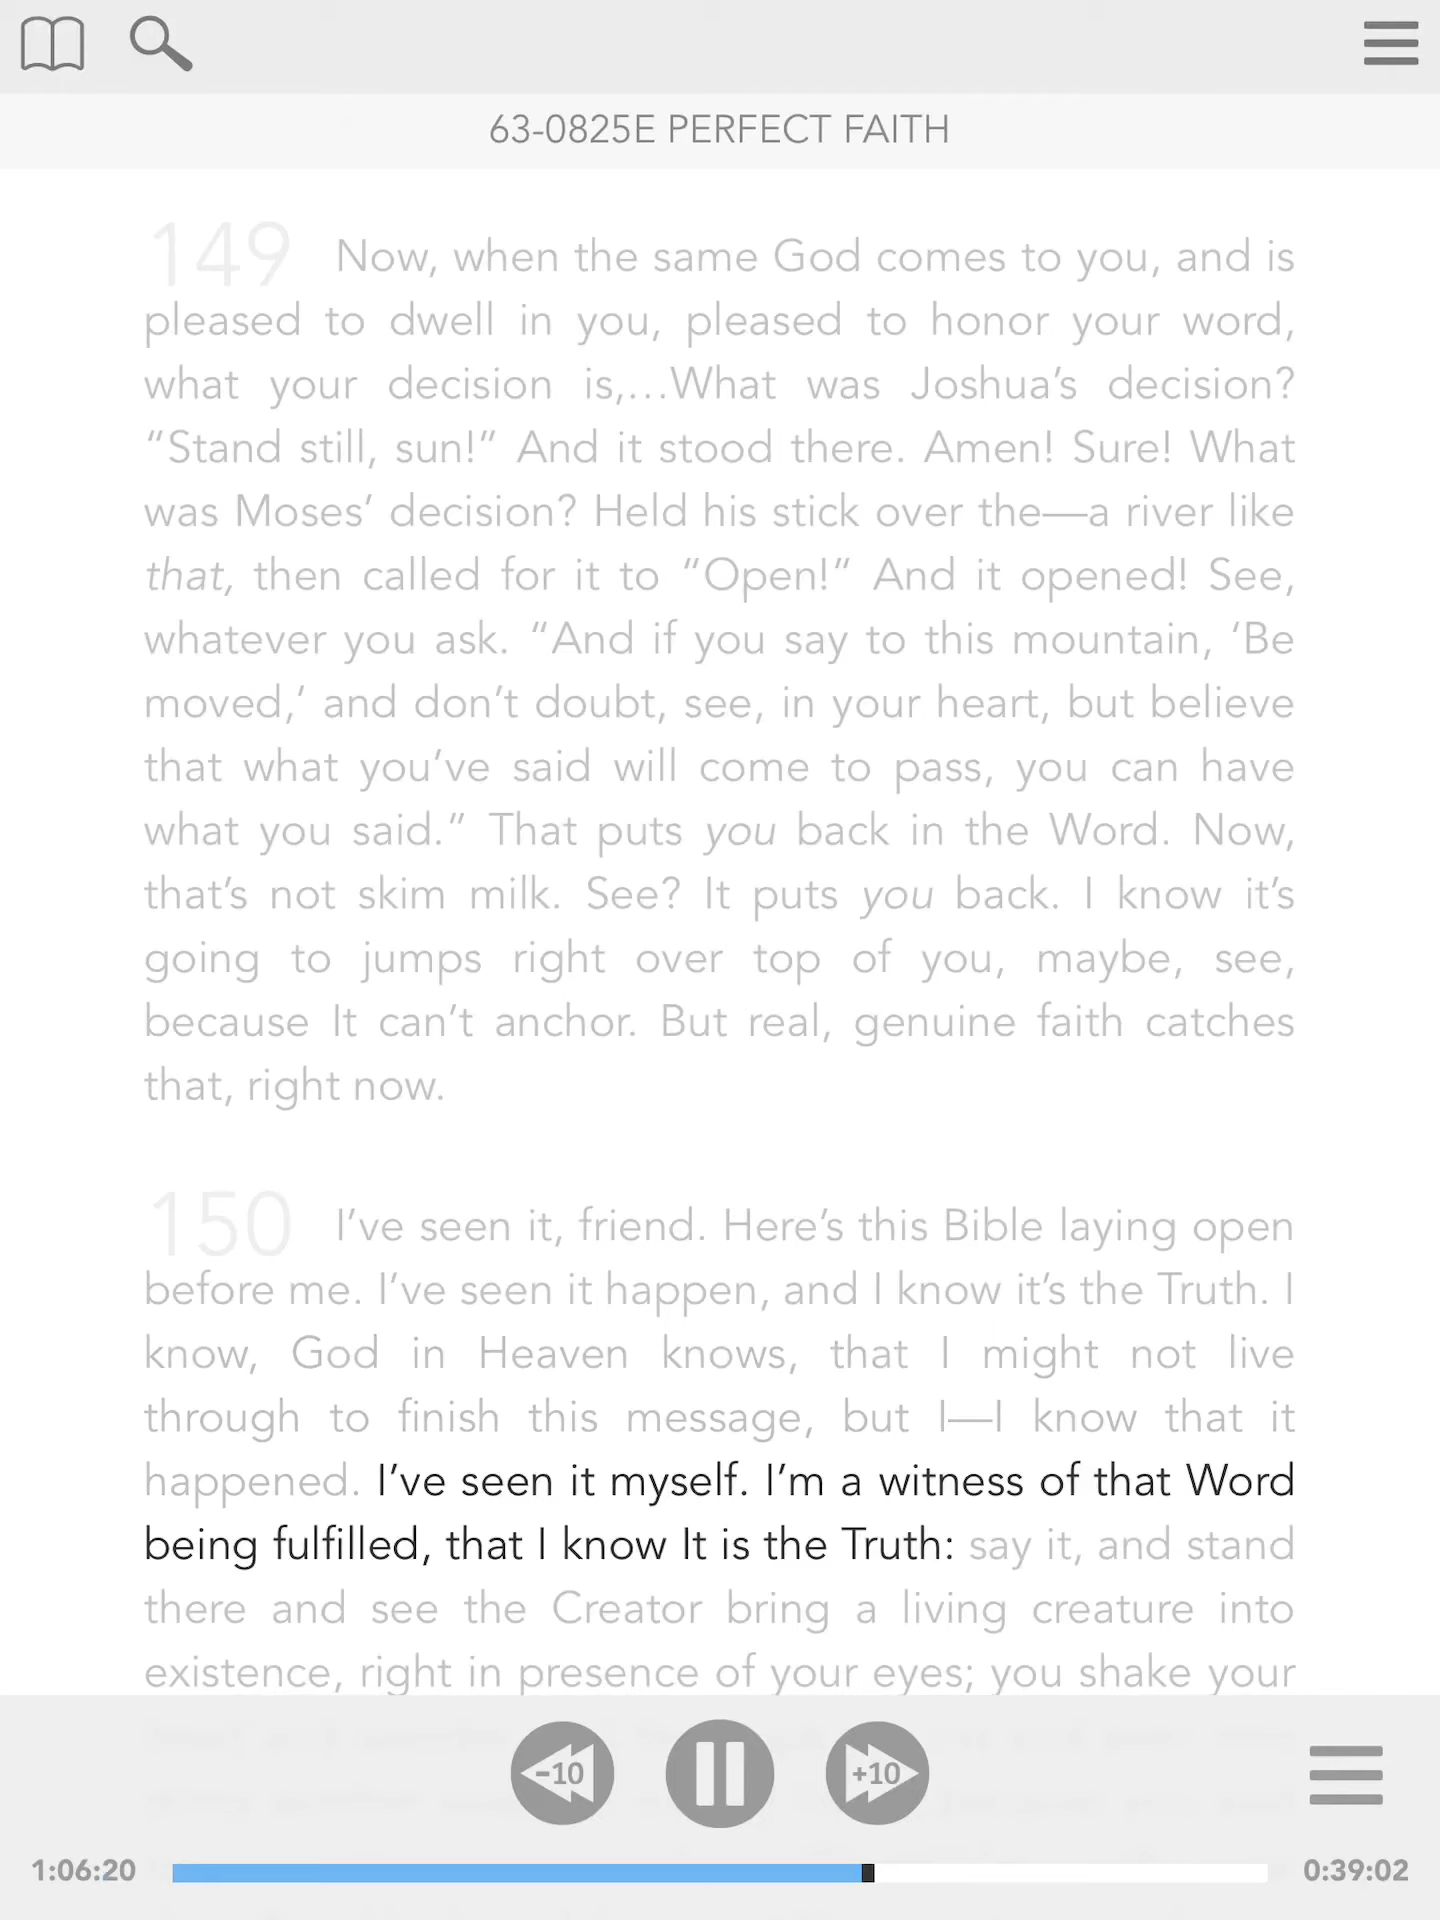 63-0825E PERFECT FAITH
149 Now, when the same God comes to you, and is
pleased to dwell in you, pleased to honor your word,
what your decision is,…What was Joshua’s decision?
“Stand still, sun!” And it stood there. Amen! Sure! What
was Moses’ decision? Held his stick over the—a river like
that, then called for it to “Open!” And it opened! See,
whatever you ask. “And if you say to this mountain, ‘Be
moved,’ and don’t doubt, see, in your heart, but believe
that what you’ve said will come to pass, you can have
what you said.” That puts you back in the Word. Now,
that’s not skim milk. See? It puts you back. I know it’s
going to jumps right over top of you, maybe, see,
because It can’t anchor. But real, genuine faith catches
that, right now.
150 I’ve seen it, friend. Here’s this Bible laying open
before me. I’ve seen it happen, and I know it’s the Truth. I
know, God in Heaven knows, that I might not live
through to finish this message, but I—I know that it
happened. I’ve seen it myself. I’m a witness of that Word
being fulfilled, that I know It is the Truth: say it, and stand
there and see the Creator bring a living creature into
existence, right in presence of your eyes; you shake your
-10 +10
1:06:20 0:39:02